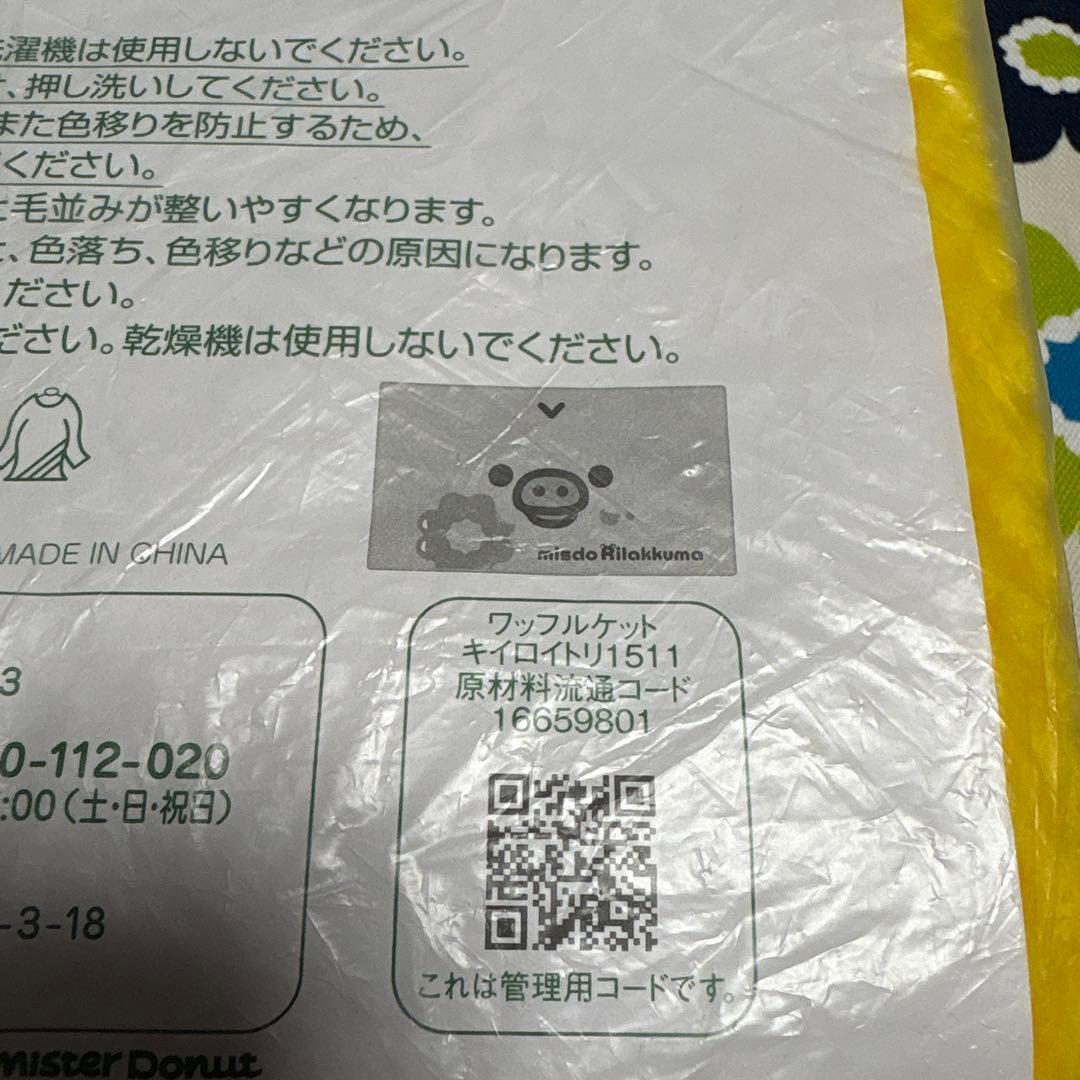 濯機は使用しないでください。
、押し洗いしてください。
また色移りを防止するため、
ください。
と毛並みが整いやすくなります。
、色落ち、色移りなどの原因になります。
ださい。
ださい。乾燥機は使用しないでください。
misdo Rilakkuma
MADE IN CHINA
3
0-112-020
:00(土・日・祝日)
-3-18
ワッフルケット
キイロイトリ1511
原材料流通コード
16659801
これは管理用コードです。
mister Donut